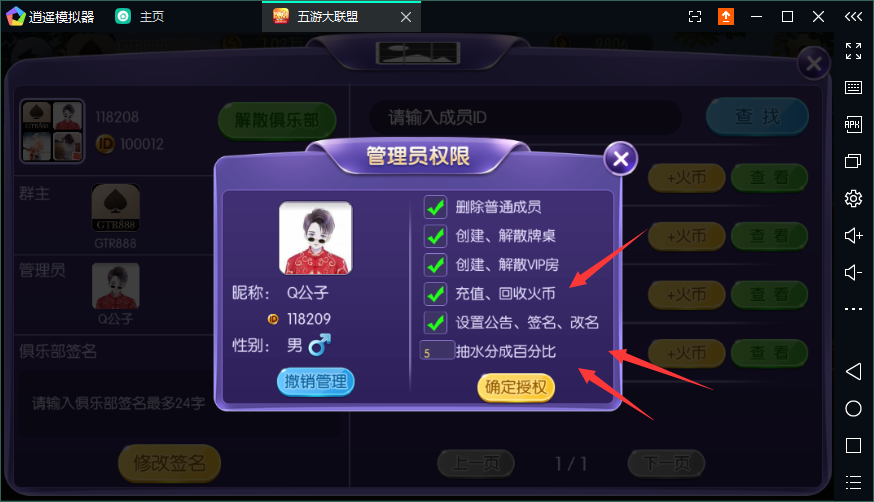 逍遥模拟器 主页 五游大联盟
118208
ID 100012
解散俱乐部
请输入成员ID
查 找
群主
GTR888
GTR888
管理员
Q公子
俱乐部签名
请输入俱乐部签名最多24字
修改签名
管理员权限
昵称： Q公子
ID 118209
性别： 男
撤销管理
删除普通成员
创建、解散牌桌
创建、解散VIP房
充值、回收火币
设置公告、签名、改名
5 抽水分成百分比
确定授权
+火币 查 看
+火币 查 看
+火币 查 看
+火币 查 看
上一页 1 / 1 下一页
APK